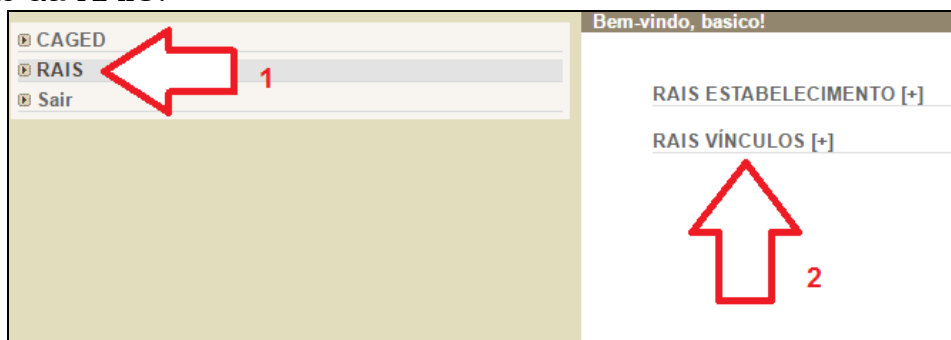 Bem-vindo, basico!
CAGED
RAIS
1
Sair
RAIS ESTABELECIMENTO [+]
RAIS VÍNCULOS [+]
2